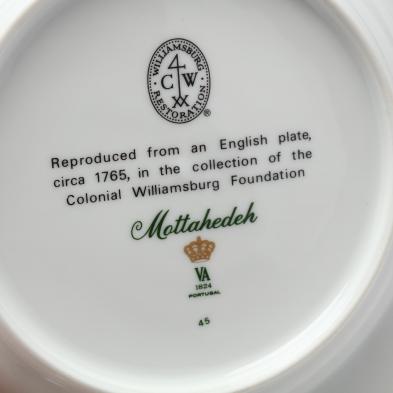 WILLIAMSBURG
C W
RESTORATION
®
Reproduced from an English plate,
circa 1765, in the collection of the
Colonial Williamsburg Foundation
Mottahedeh
VA
1824
PORTUGAL
45